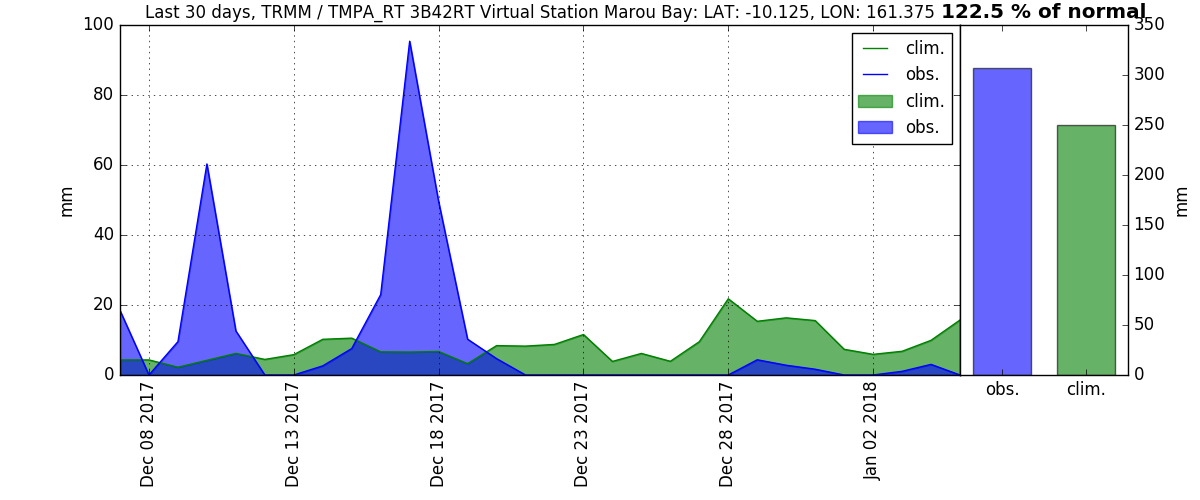 Last 30 days, TRMM / TMPA_RT 3B42RT Virtual Station Marou Bay: LAT: -10.125, LON: 161.375 122.5 % of normal
100
80
60
40
20
0
mm
clim.
obs.
clim.
obs.
350
300
250
200
150
100
50
0
mm
Dec 08 2017
Dec 13 2017
Dec 18 2017
Dec 23 2017
Dec 28 2017
Jan 02 2018
obs.
clim.